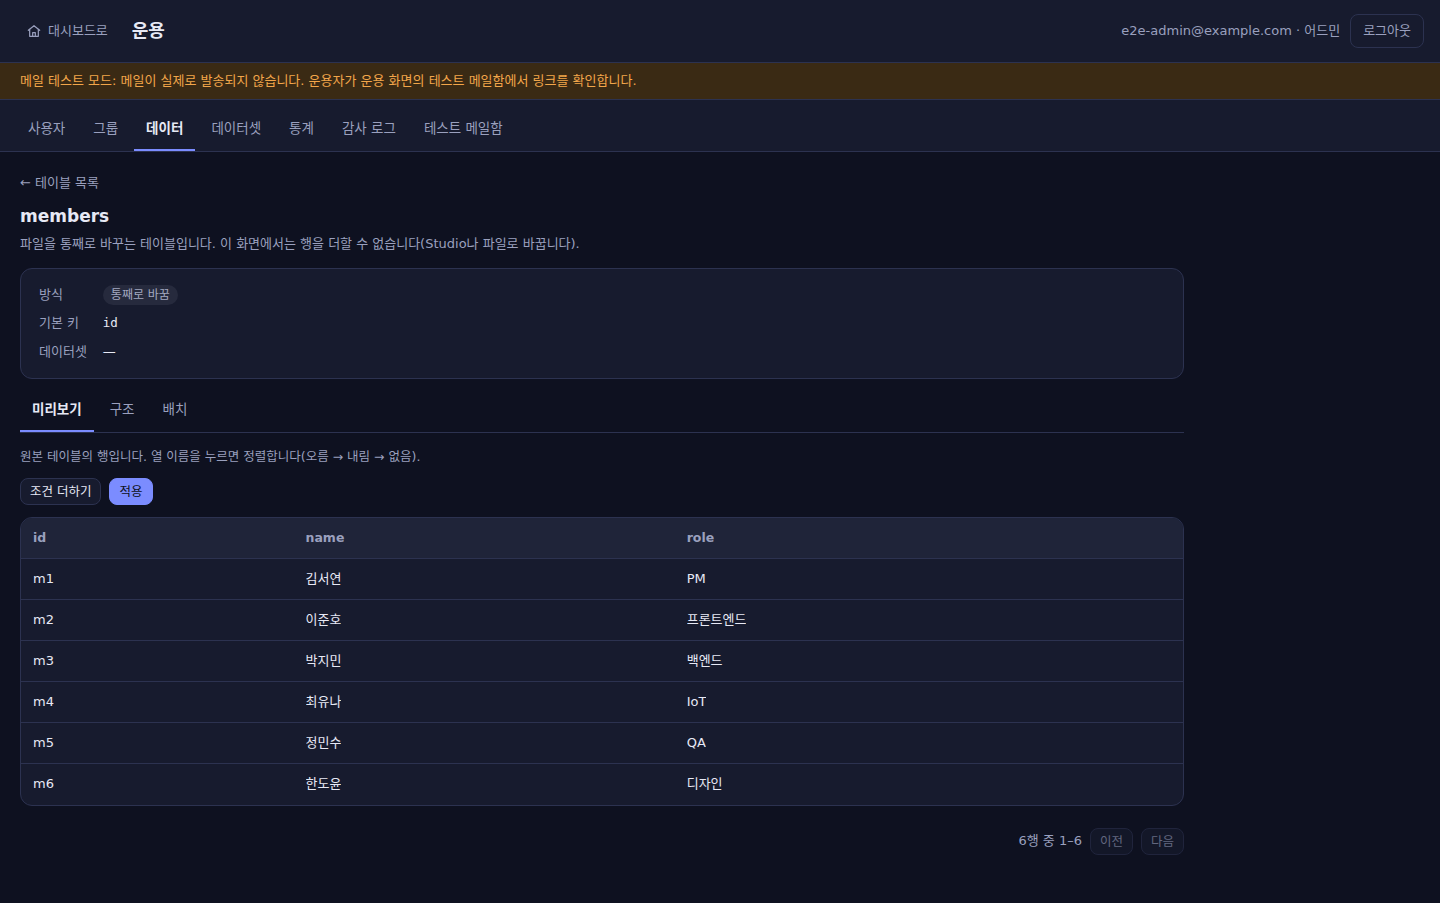 대시보드로 운용 e2e-admin@example.com · 어드민 로그아웃
메일 테스트 모드: 메일이 실제로 발송되지 않습니다. 운용자가 운용 화면의 테스트 메일함에서 링크를 확인합니다.
사용자 그룹 데이터 데이터셋 통계 감사 로그 테스트 메일함
← 테이블 목록
members
파일을 통째로 바꾸는 테이블입니다. 이 화면에서는 행을 더할 수 없습니다(Studio나 파일로 바꿉니다).
방식 통째로 바꿈
기본 키 id
데이터셋 —
미리보기 구조 배치
원본 테이블의 행입니다. 열 이름을 누르면 정렬합니다(오름 → 내림 → 없음).
조건 더하기 적용
id name role
m1 김서연 PM
m2 이준호 프론트엔드
m3 박지민 백엔드
m4 최유나 IoT
m5 정민수 QA
m6 한도윤 디자인
6행 중 1–6 이전 다음